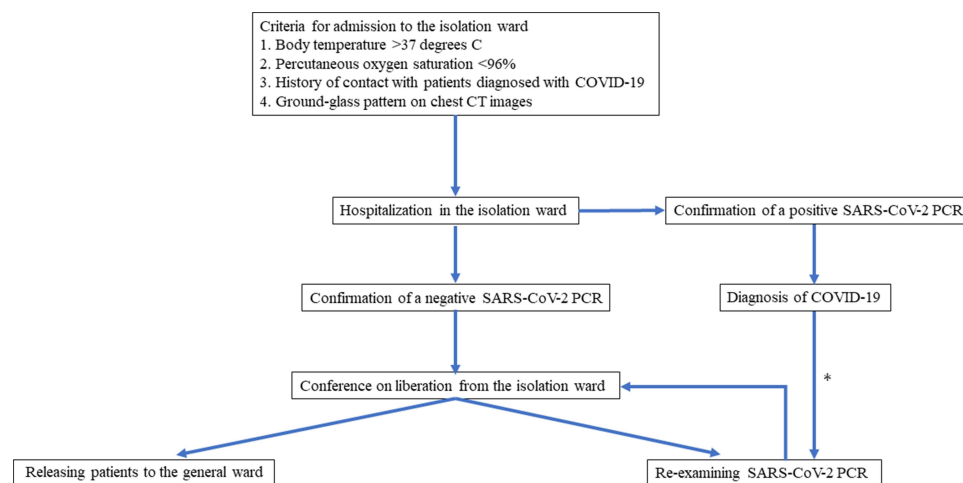 Criteria for admission to the isolation ward
1. Body temperature >37 degrees C
2. Percutaneous oxygen saturation <96%
3. History of contact with patients diagnosed with COVID-19
4. Ground-glass pattern on chest CT images
Hospitalization in the isolation ward
Confirmation of a positive SARS-CoV-2 PCR
Confirmation of a negative SARS-CoV-2 PCR
Diagnosis of COVID-19
Conference on liberation from the isolation ward
*
Releasing patients to the general ward
Re-examining SARS-CoV-2 PCR